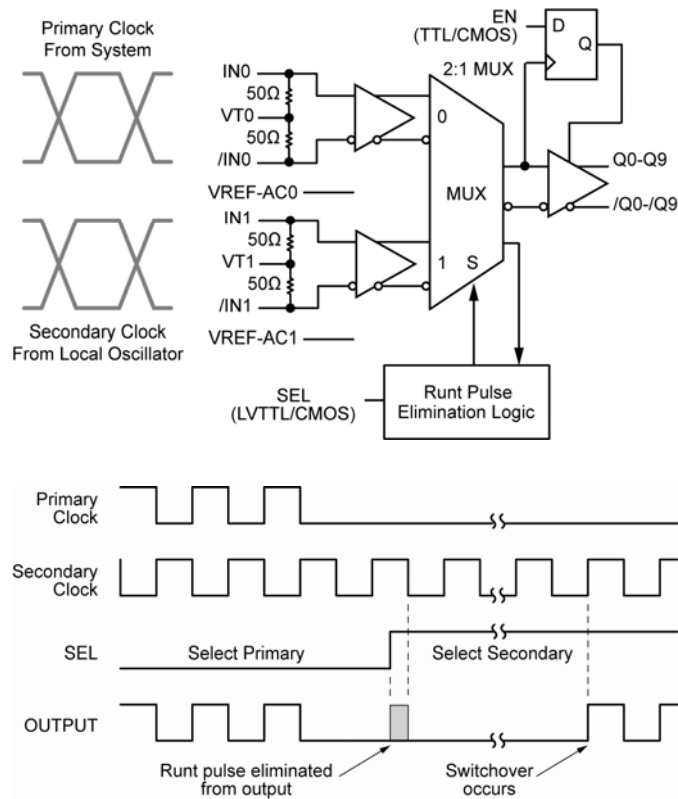 Primary Clock
From System
EN
(TTL/CMOS)
D
Q
2:1 MUX
IN0
50Ω
VT0
50Ω
/IN0
0
VREF-AC0
MUX
Q0-Q9
/Q0-/Q9
IN1
50Ω
VT1
50Ω
/IN1
1
S
VREF-AC1
Secondary Clock
From Local Oscillator
SEL
(LVTTL/CMOS)
Runt Pulse
Elimination Logic
Primary
Clock
Secondary
Clock
SEL
Select Primary
Select Secondary
OUTPUT
Runt pulse eliminated
from output
Switchover
occurs